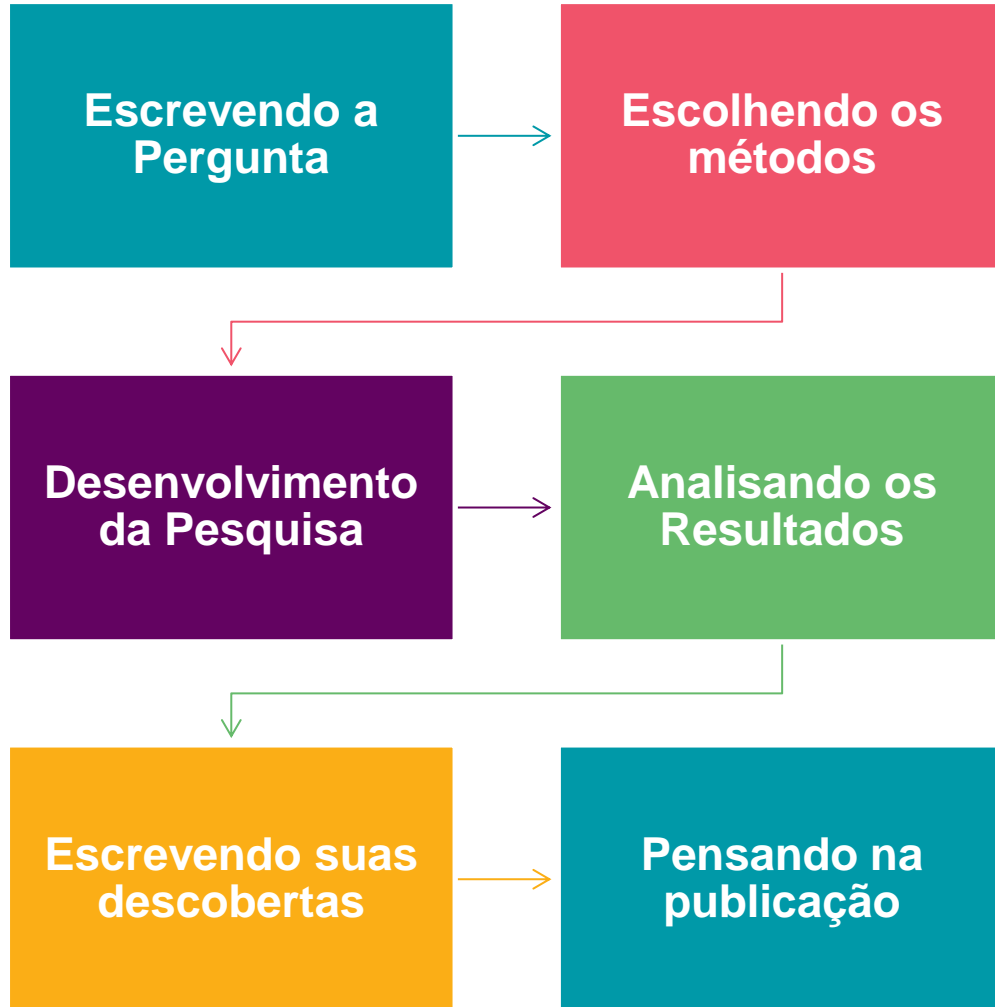 Escrevendo a
Pergunta
Escolhendo os
métodos
Desenvolvimento
da Pesquisa
Analisando os
Resultados
Escrevendo suas
descobertas
Pensando na
publicação